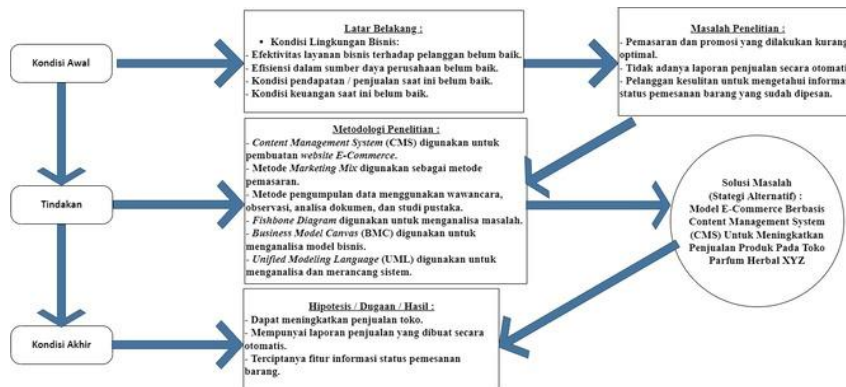 Kondisi Awal
Latar Belakang :
• Kondisi Lingkungan Bisnis:
- Efektivitas layanan bisnis terhadap pelanggan belum baik.
- Efisiensi dalam sumber daya perusahaan belum baik.
- Kondisi pendapatan / penjualan saat ini belum baik.
- Kondisi keuangan saat ini belum baik.
Masalah Penelitian :
- Pemasaran dan promosi yang dilakukan kurang
optimal.
- Tidak adanya laporan penjualan secara otomati
- Pelanggan kesulitan untuk mengetahui informas
status pemesanan barang yang sudah dipesan.
Tindakan
Metodologi Penelitian :
- Content Management System (CMS) digunakan untuk
pembuatan website E-Commerce.
- Metode Marketing Mix digunakan sebagai metode
pemasaran.
- Metode pengumpulan data menggunakan wawancara,
observasi, analisa dokumen, dan studi pustaka.
- Fishbone Diagram digunakan untuk menganalisa masalah.
- Business Model Canvas (BMC) digunakan untuk
menganalisa model bisnis.
- Unified Modeling Language (UML) digunakan untuk
menganalisa dan merancang sistem.
Solusi Masalah
(Stategi Alternatif) :
Model E-Commerce Berbasis
Content Management System
(CMS) Untuk Meningkatkan
Penjualan Produk Pada Toko
Parfum Herbal XYZ
Kondisi Akhir
Hipotesis / Dugaan / Hasil :
- Dapat meningkatkan penjualan toko.
- Mempunyai laporan penjualan yang dibuat secara
otomatis.
- Terciptanya fitur informasi status pemesanan
barang.